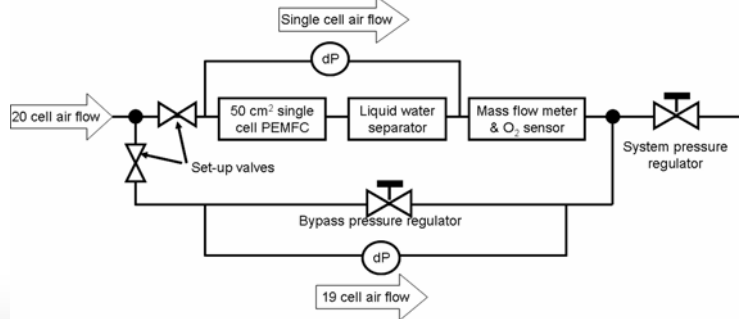 Single cell air flow
dP
20 cell air flow
50 cm² single
cell PEMFC
Liquid water
separator
Mass flow meter
& O₂ sensor
System pressure
regulator
Set-up valves
Bypass pressure regulator
dP
19 cell air flow